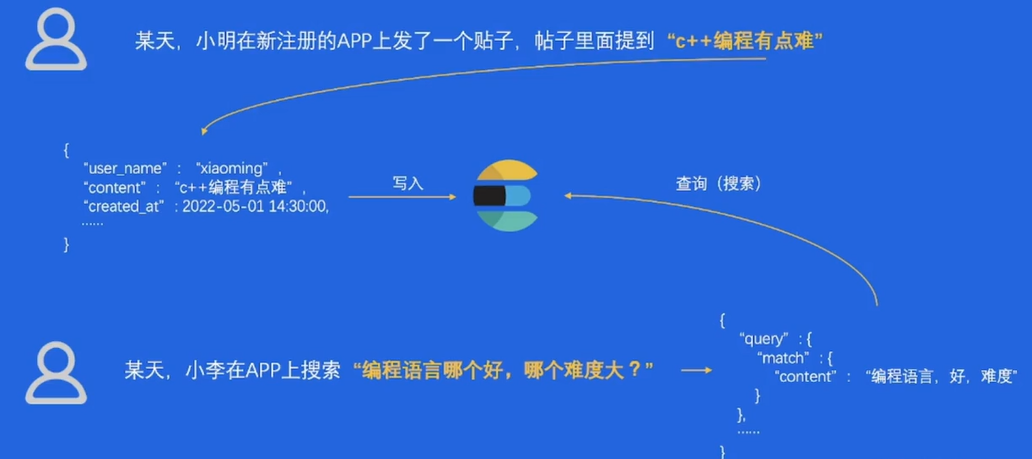 某天，小明在新注册的APP上发了一个贴子，帖子里面提到 “c++编程有点难”
{
“user_name” : “xiaoming” ,
“content” : “c++编程有点难” ,
“created_at” : 2022-05-01 14:30:00,
……
}
写入
查询（搜索）
某天，小李在APP上搜索 “编程语言哪个好，哪个难度大？”
{
“query” : {
“match” : {
“content” : “编程语言，好，难度”
}
},
……
}